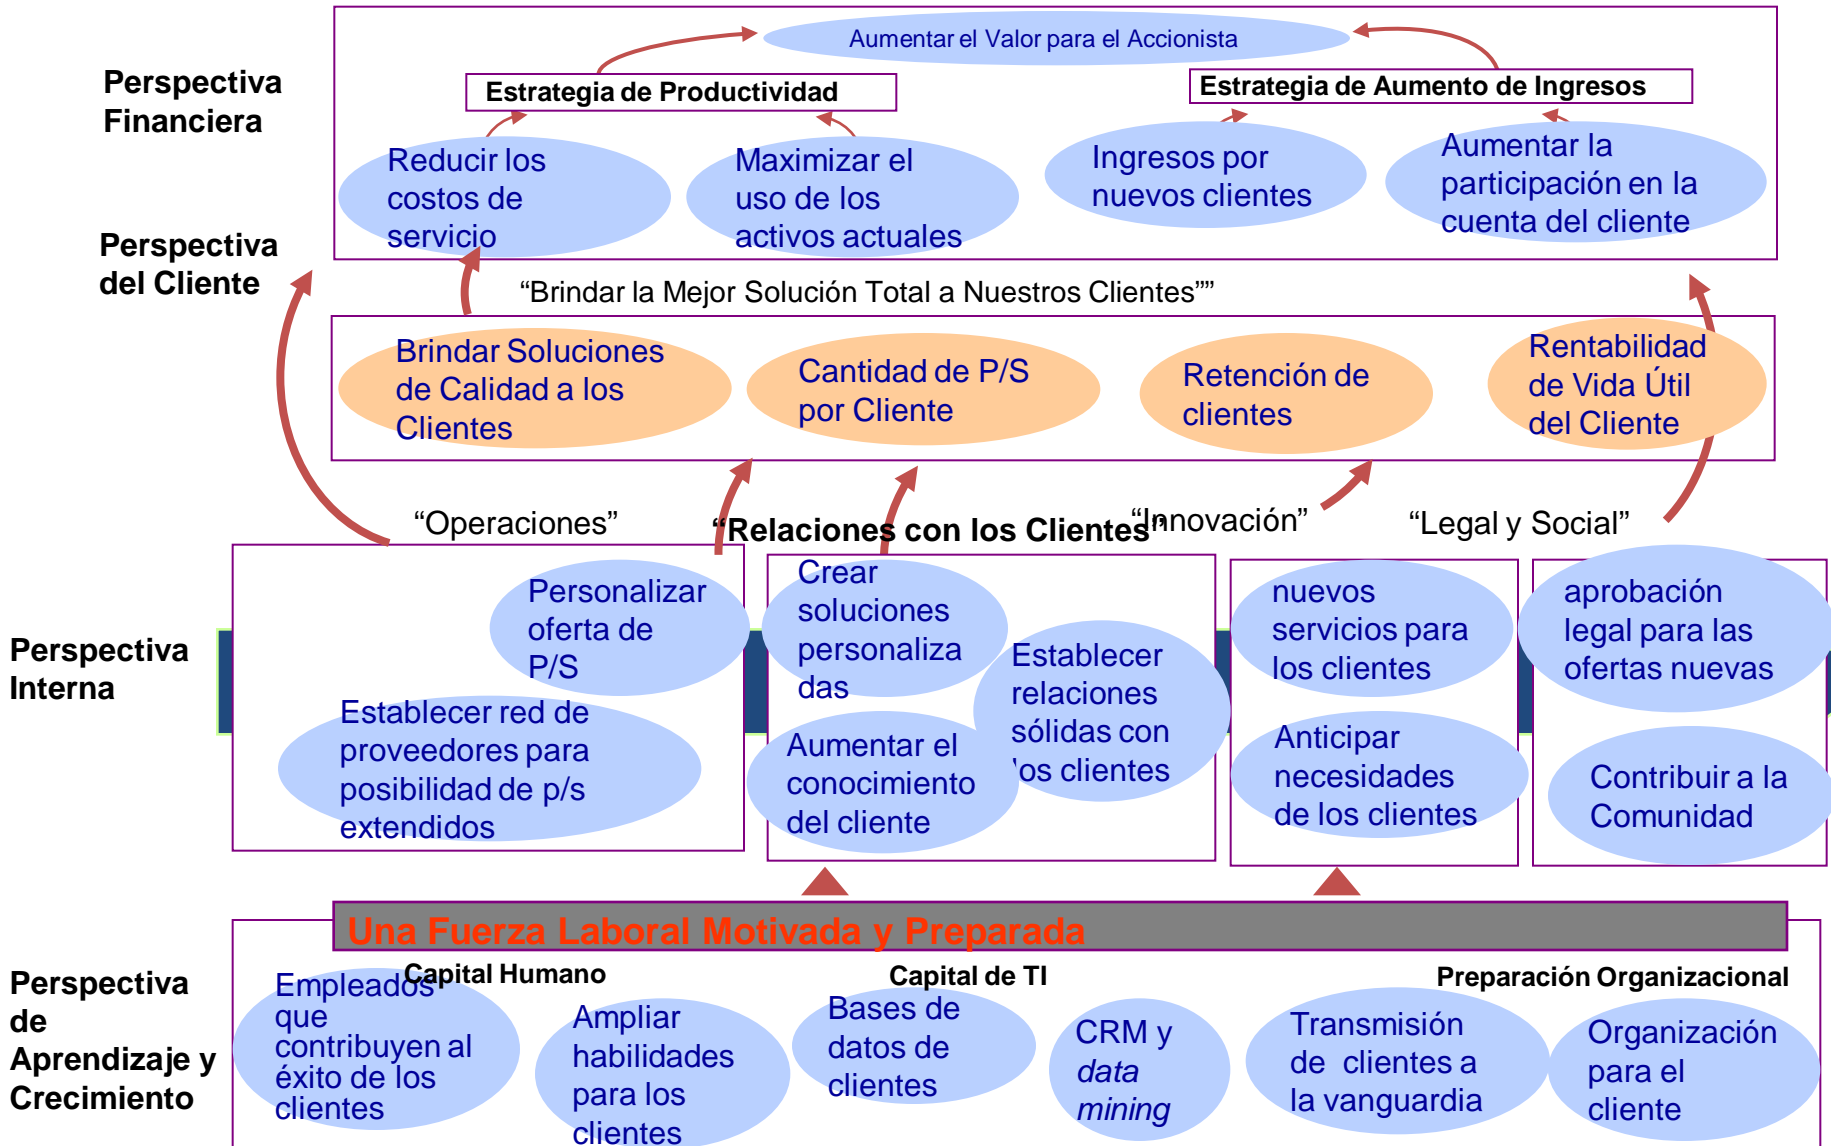 Aumentar el Valor para el Accionista
Perspectiva
Financiera
Estrategia de Productividad
Estrategia de Aumento de Ingresos
Reducir los
costos de
servicio
Maximizar el
uso de los
activos actuales
Ingresos por
nuevos clientes
Aumentar la
participación en la
cuenta del cliente
Perspectiva
del Cliente
“Brindar la Mejor Solución Total a Nuestros Clientes””
Brindar Soluciones
de Calidad a los
Clientes
Cantidad de P/S
por Cliente
Retención de
clientes
Rentabilidad
de Vida Útil
del Cliente
“Operaciones”
“Relaciones con los Clientes”
“Innovación”
“Legal y Social”
Perspectiva
Interna
Personalizar
oferta de
P/S
Establecer red de
proveedores para
posibilidad de p/s
extendidos
Crear
soluciones
personaliza
das
Establecer
relaciones
sólidas con
los clientes
Aumentar el
conocimiento
del cliente
nuevos
servicios para
los clientes
Anticipar
necesidades
de los clientes
aprobación
legal para las
ofertas nuevas
Contribuir a la
Comunidad
Una Fuerza Laboral Motivada y Preparada
Perspectiva
de
Aprendizaje y
Crecimiento
Capital Humano
Capital de TI
Preparación Organizacional
Empleados
que
contribuyen al
éxito de los
clientes
Ampliar
habilidades
para los
clientes
Bases de
datos de
clientes
CRM y
data
mining
Transmisión
de clientes a
la vanguardia
Organización
para el
cliente